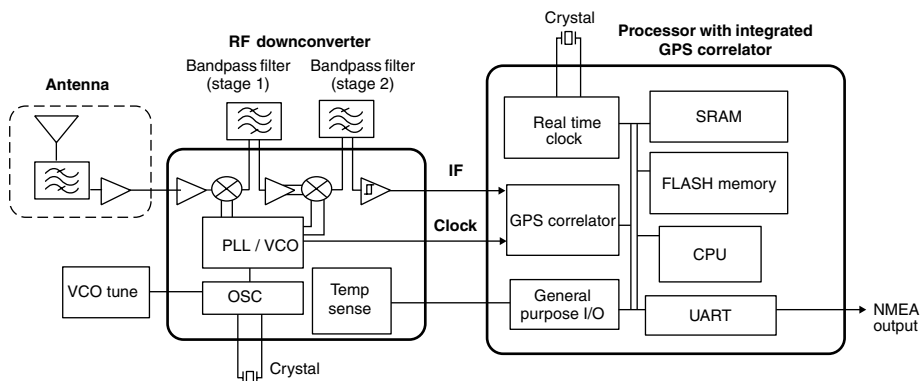 Crystal
Processor with integrated
GPS correlator
RF downconverter
Bandpass filter
(stage 1)
Bandpass filter
(stage 2)
Antenna
Real time
clock
SRAM
FLASH memory
IF
GPS correlator
Clock
PLL / VCO
CPU
VCO tune
OSC
Temp
sense
General
purpose I/O
UART
NMEA
output
Crystal